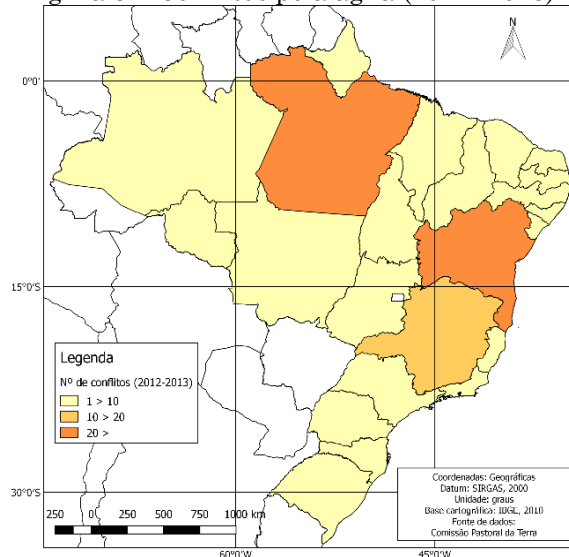 N
0°0'
15°0'S
30°0'S
60°0'W
45°0'W
Legenda
Nº de conflitos (2012-2013)
1 > 10
10 > 20
20 >
250 0 250 500 750 1000 km
Coordenadas: Geográficas
Datum: SIRGAS, 2000
Unidade: graus
Base cartográfica: IBGE, 2010
Fonte de dados:
Comissão Pastoral da Terra